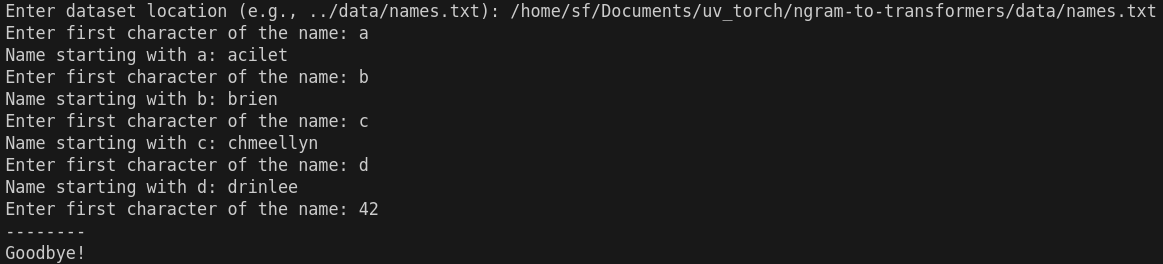 Enter dataset location (e.g., ../data/names.txt): /home/sf/Documents/uv_torch/ngram-to-transformers/data/names.txt
Enter first character of the name: a
Name starting with a: acilet
Enter first character of the name: b
Name starting with b: brien
Enter first character of the name: c
Name starting with c: chmeellyn
Enter first character of the name: d
Name starting with d: drinlee
Enter first character of the name: 42
--------
Goodbye!